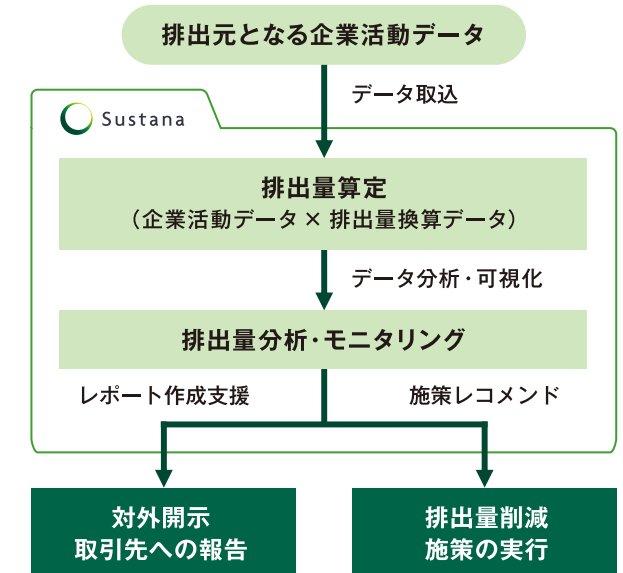 排出元となる企業活動データ
データ取込
Sustana
排出量算定
（企業活動データ × 排出量換算データ）
データ分析・可視化
排出量分析・モニタリング
レポート作成支援
施策レコメンド
対外開示
取引先への報告
排出量削減
施策の実行